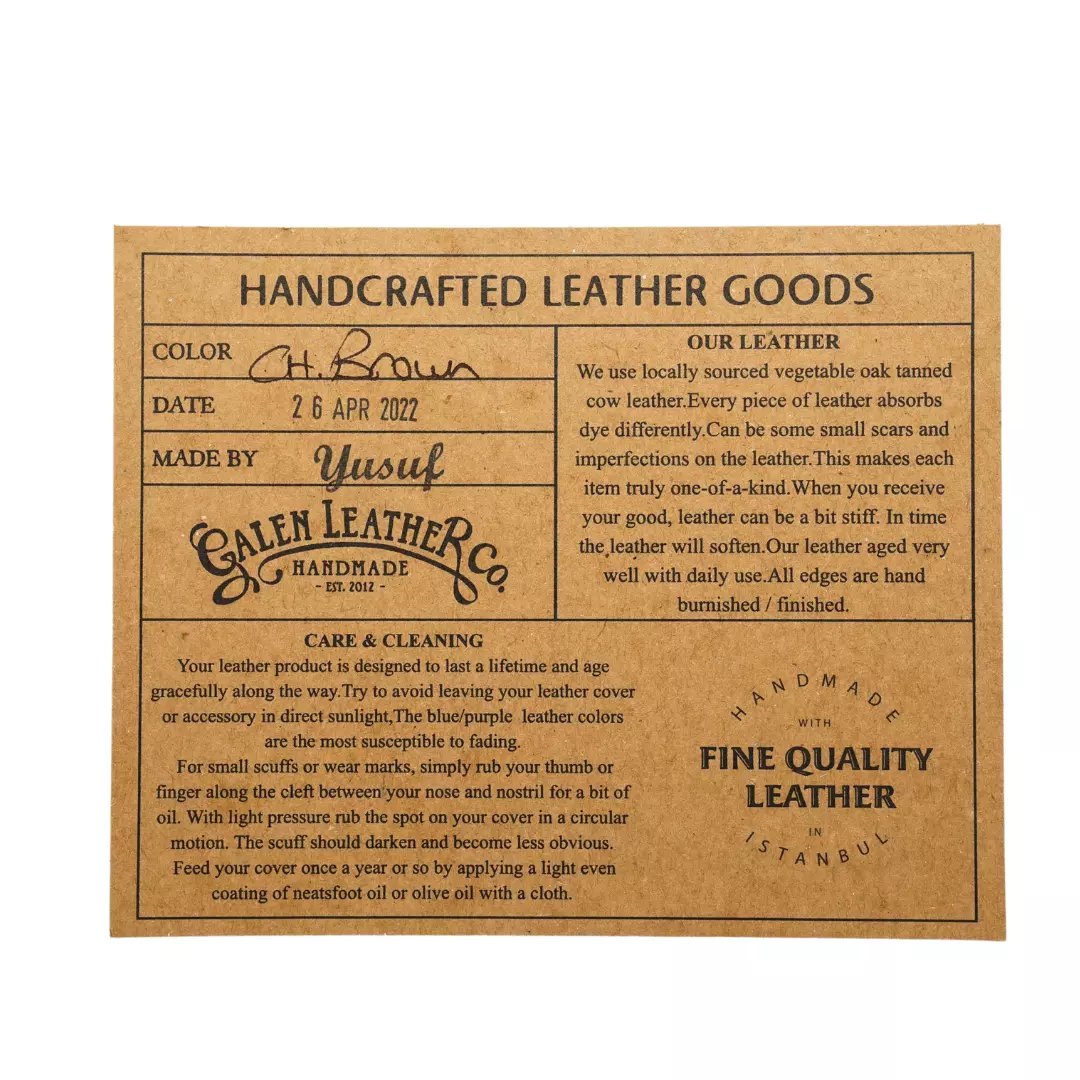 HANDCRAFTED LEATHER GOODS
COLOR CH. Brown
DATE 26 APR 2022
MADE BY Yusuf
GALEN LEATHER CO.
HANDMADE
- EST. 2012 -
OUR LEATHER
We use locally sourced vegetable oak tanned
cow leather.Every piece of leather absorbs
dye differently.Can be some small scars and
imperfections on the leather.This makes each
item truly one-of-a-kind.When you receive
your good, leather can be a bit stiff. In time
the leather will soften.Our leather aged very
well with daily use.All edges are hand
burnished / finished.
CARE & CLEANING
Your leather product is designed to last a lifetime and age
gracefully along the way.Try to avoid leaving your leather cover
or accessory in direct sunlight,The blue/purple leather colors
are the most susceptible to fading.
For small scuffs or wear marks, simply rub your thumb or
finger along the cleft between your nose and nostril for a bit of
oil. With light pressure rub the spot on your cover in a circular
motion. The scuff should darken and become less obvious.
Feed your cover once a year or so by applying a light even
coating of neatsfoot oil or olive oil with a cloth.
HANDMADE
WITH
FINE QUALITY
LEATHER
IN
ISTANBUL